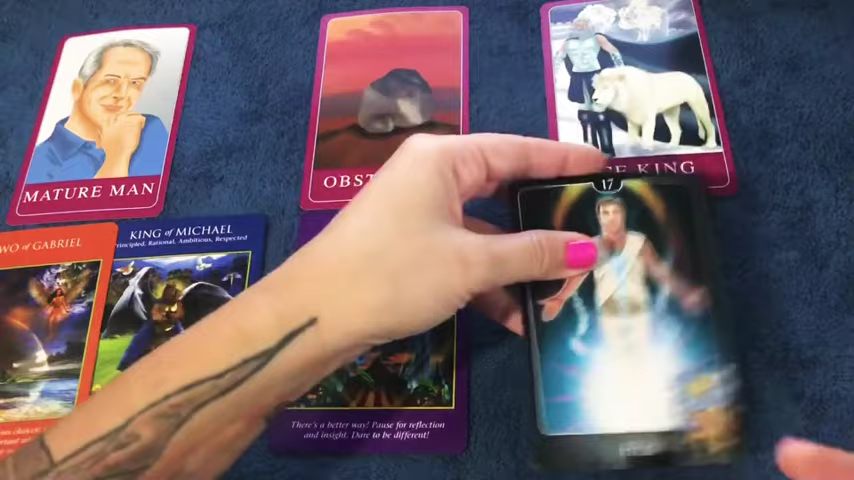 MATURE MAN
OBST
KING
WO OF GABRIEL
KING OF MICHAEL
Principled, Rational, Ambitious, Respected
17
There's a better way! Pause for reflection
and insight. Dare to be different!